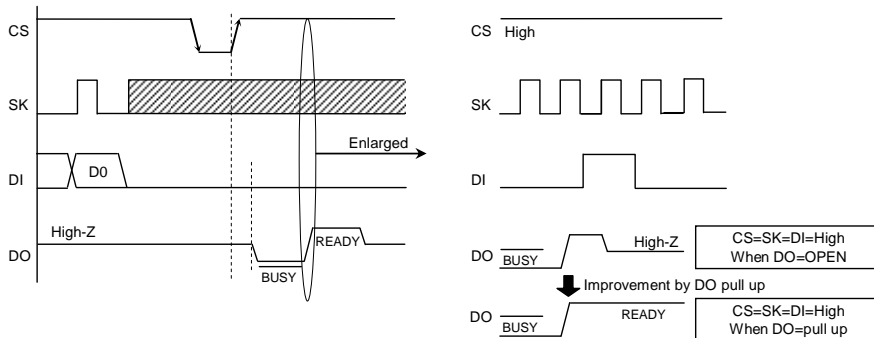 CS
SK
DI
D0
Enlarged
DO
High-Z
BUSY
READY
CS
High
SK
DI
DO
BUSY
High-Z
CS=SK=DI=High
When DO=OPEN
Improvement by DO pull up
DO
BUSY
READY
CS=SK=DI=High
When DO=pull up